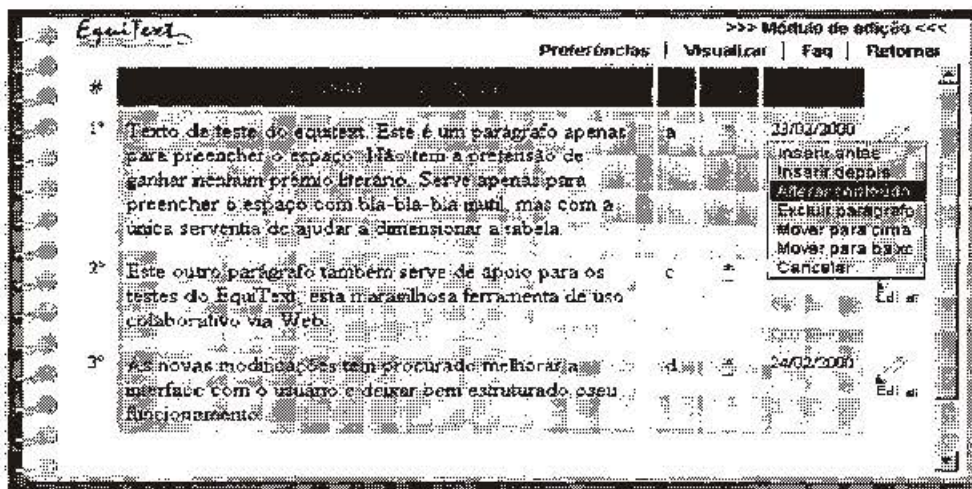 EquiText
>>> Módulo de edição <<<
Preferências | Visualizar | Faq | Retornar
#
1º Texto de teste do equitext. Este é um parágrafo apenas a 23/02/2000
para preencher o espaço. Não tem a pretensão de
ganhar nenhum prêmio literário. Serve apenas para
preencher o espaço com bla-bla-bla inútil, mas com a
única serventia de ajudar a dimensionar a tabela.
Inserir antes
Inserir depois
Alterar conteúdo
Excluir parágrafo
Mover para cima
Mover para baixo
Cancelar
2º Este outro parágrafo também serve de apoio para os c *
testes do EquiText, esta maravilhosa ferramenta de uso
colaborativo via Web.
Editar
3º As novas modificações tem procurado melhorar a d * 24/02/2000
interface com o usuário e deixar bem estruturado oseu
funcionamento.
Editar